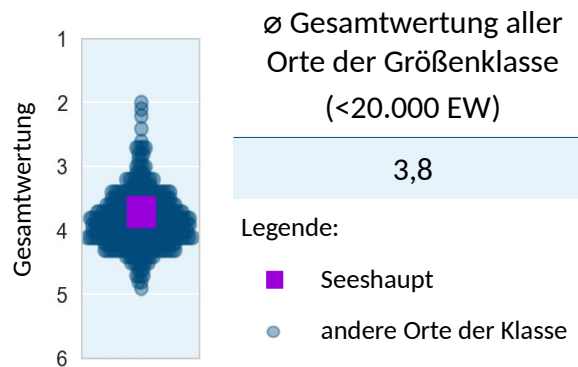 Gesamtwertung
1
2
3
4
5
6
⌀ Gesamtwertung aller
Orte der Größenklasse
(<20.000 EW)
3,8
Legende:
Seeshaupt
andere Orte der Klasse